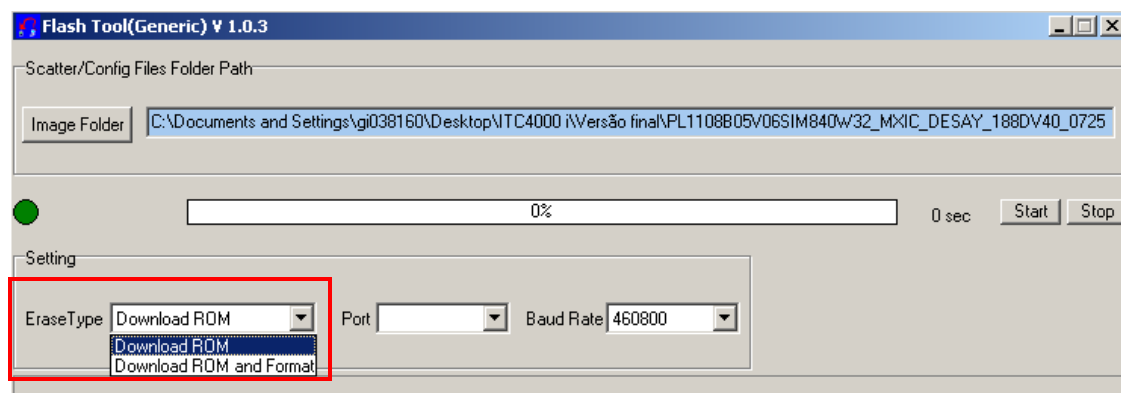 Flash Tool(Generic) V 1.0.3
Scatter/Config Files Folder Path
Image Folder C:\Documents and Settings\gi038160\Desktop\ITC4000 i\Versão final\PL1108B05V06SIM840W32_MXIC_DESAY_188DV40_0725
0% 0 sec Start Stop
Setting
EraseType Download ROM Port Baud Rate 460800
Download ROM
Download ROM and Format